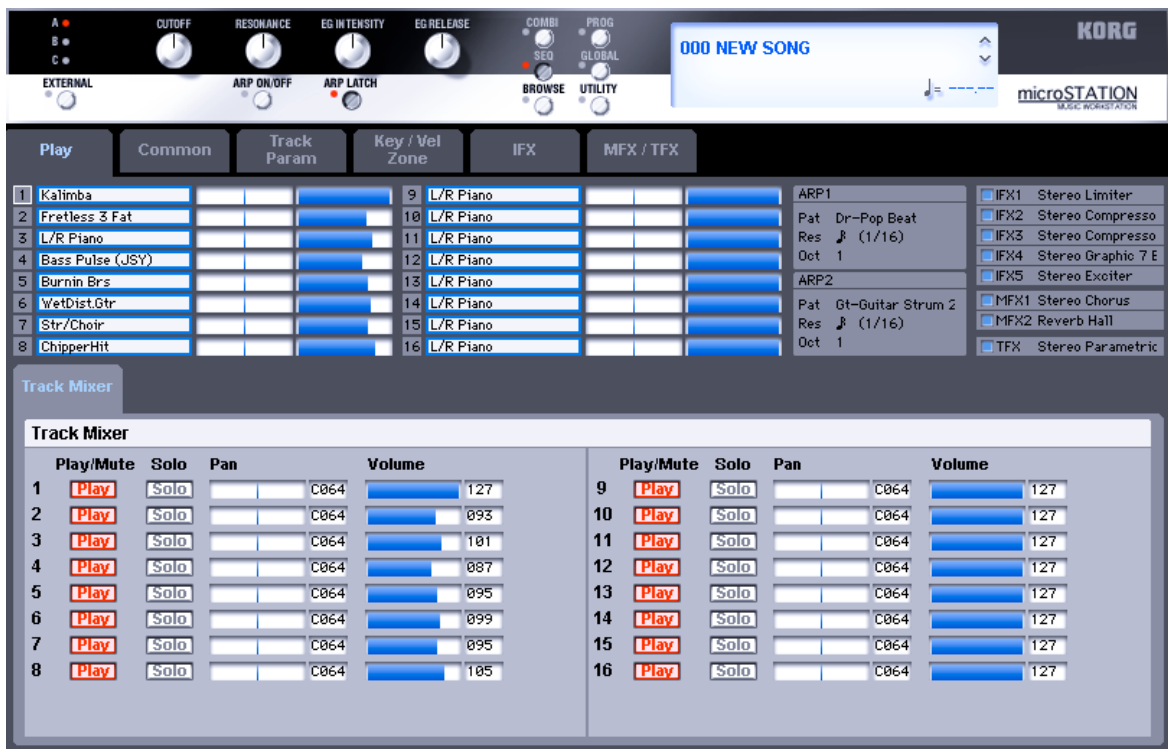 A CUTOFF RESONANCE EG INTENSITY EG RELEASE COMBI PROG KORG
B
C SEQ GLOBAL
000 NEW SONG
EXTERNAL ARP ON/OFF ARP LATCH BROWSE UTILITY
♩= ---.-- microSTATION
MUSIC WORKSTATION
Play Common Track Param Key / Vel Zone IFX MFX / TFX
1 Kalimba 9 L/R Piano ARP1 IFX1 Stereo Limiter
2 Fretless 3 Fat 10 L/R Piano Pat Dr-Pop Beat IFX2 Stereo Compresso
3 L/R Piano 11 L/R Piano Res (1/16) IFX3 Stereo Compresso
4 Bass Pulse (JSY) 12 L/R Piano Oct 1 IFX4 Stereo Graphic 7 E
5 Burnin Brs 13 L/R Piano ARP2 IFX5 Stereo Exciter
6 WetDist.Gtr 14 L/R Piano Pat Gt-Guitar Strum 2 MFX1 Stereo Chorus
7 Str/Choir 15 L/R Piano Res (1/16) MFX2 Reverb Hall
8 ChipperHit 16 L/R Piano Oct 1 TFX Stereo Parametric
Track Mixer
Track Mixer
Play/Mute Solo Pan Volume Play/Mute Solo Pan Volume
1 Play Solo C064 127 9 Play Solo C064 127
2 Play Solo C064 093 10 Play Solo C064 127
3 Play Solo C064 101 11 Play Solo C064 127
4 Play Solo C064 087 12 Play Solo C064 127
5 Play Solo C064 095 13 Play Solo C064 127
6 Play Solo C064 099 14 Play Solo C064 127
7 Play Solo C064 095 15 Play Solo C064 127
8 Play Solo C064 105 16 Play Solo C064 127